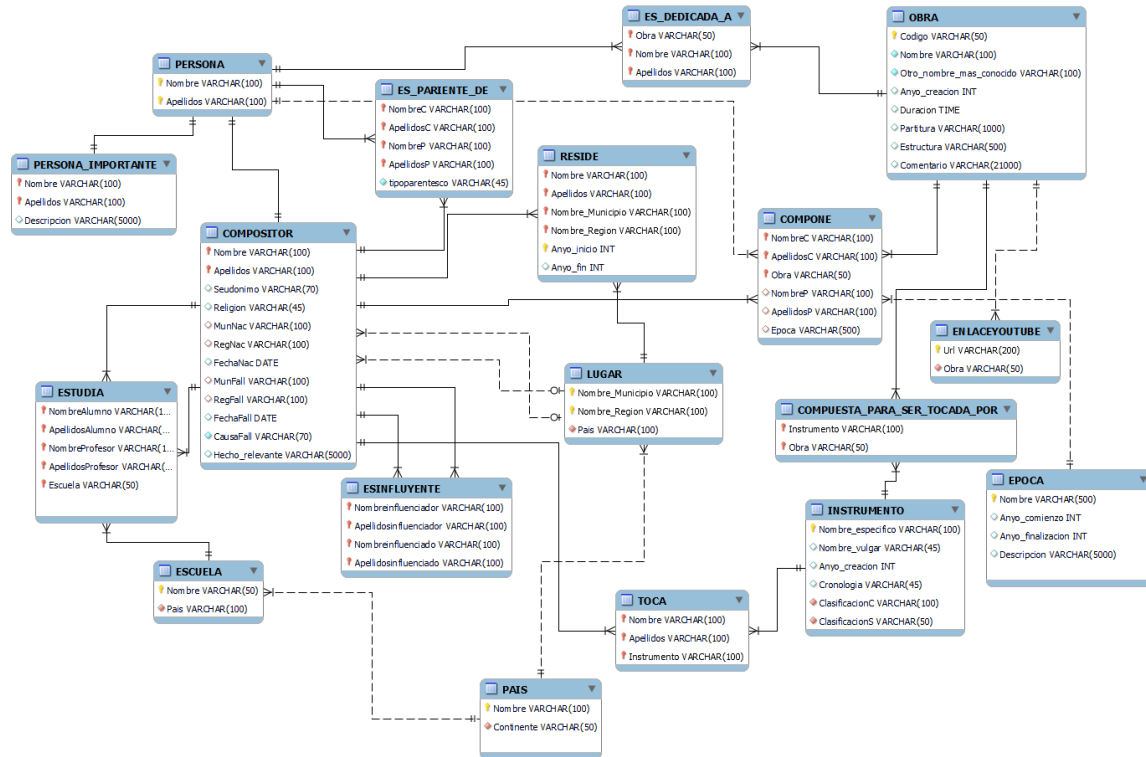 ES_DEDICADA_A
Obra VARCHAR(50)
Nombre VARCHAR(100)
Apellidos VARCHAR(100)
OBRA
Codigo VARCHAR(50)
Nombre VARCHAR(100)
Otro_nombre_mas_conocido VARCHAR(100)
Anyo_creacion INT
Duracion TIME
Partitura VARCHAR(1000)
Estructura VARCHAR(500)
Comentario VARCHAR(21000)
PERSONA
Nombre VARCHAR(100)
Apellidos VARCHAR(100)
ES_PARIENTE_DE
NombreC VARCHAR(100)
ApellidosC VARCHAR(100)
NombreP VARCHAR(100)
ApellidosP VARCHAR(100)
tipoparentesco VARCHAR(45)
PERSONA_IMPORTANTE
Nombre VARCHAR(100)
Apellidos VARCHAR(100)
Descripcion VARCHAR(5000)
RESIDE
Nombre VARCHAR(100)
Apellidos VARCHAR(100)
Nombre_Municipio VARCHAR(100)
Nombre_Region VARCHAR(100)
Anyo_inicio INT
Anyo_fin INT
COMPOSITOR
Nombre VARCHAR(100)
Apellidos VARCHAR(100)
Seudonimo VARCHAR(70)
Religion VARCHAR(45)
MunNac VARCHAR(100)
RegNac VARCHAR(100)
FechaNac DATE
MunFall VARCHAR(100)
RegFall VARCHAR(100)
FechaFall DATE
CausaFall VARCHAR(70)
Hecho_relevante VARCHAR(5000)
COMPONE
NombreC VARCHAR(100)
ApellidosC VARCHAR(100)
Obra VARCHAR(50)
NombreP VARCHAR(100)
ApellidosP VARCHAR(100)
Epoca VARCHAR(500)
ENLACEYOUTUBE
Url VARCHAR(200)
Obra VARCHAR(50)
LUGAR
Nombre_Municipio VARCHAR(100)
Nombre_Region VARCHAR(100)
Pais VARCHAR(100)
ESTUDIA
NombreAlumno VARCHAR(1...
ApellidosAlumno VARCHAR(...
NombreProfesor VARCHAR(1...
ApellidosProfesor VARCHAR(...
Escuela VARCHAR(50)
COMPUESTA_PARA_SER_TOCADA_POR
Instrumento VARCHAR(100)
Obra VARCHAR(50)
ESINFLUYENTE
Nombreinfluenciador VARCHAR(100)
Apellidosinfluenciador VARCHAR(100)
Nombreinfluenciado VARCHAR(100)
Apellidosinfluenciado VARCHAR(100)
EPOCA
Nombre VARCHAR(500)
Anyo_comienzo INT
Anyo_finalizacion INT
Descripcion VARCHAR(5000)
INSTRUMENTO
Nombre_especifico VARCHAR(100)
Nombre_vulgar VARCHAR(45)
Anyo_creacion INT
Cronologia VARCHAR(45)
ClasificacionC VARCHAR(100)
ClasificacionS VARCHAR(50)
ESCUELA
Nombre VARCHAR(50)
Pais VARCHAR(100)
TOCA
Nombre VARCHAR(100)
Apellidos VARCHAR(100)
Instrumento VARCHAR(100)
PAIS
Nombre VARCHAR(100)
Continente VARCHAR(50)